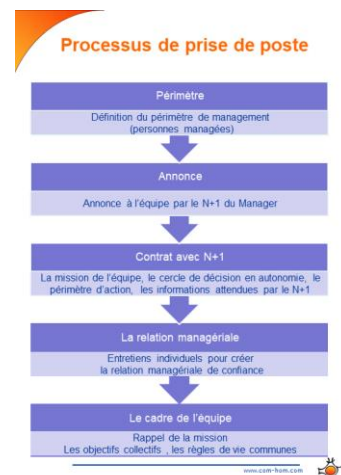 Processus de prise de poste
Périmètre
Définition du périmètre de management
(personnes managées)
Annonce
Annonce à l'équipe par le N+1 du Manager
Contrat avec N+1
La mission de l'équipe, le cercle de décision en autonomie, le
périmètre d'action, les informations attendues par le N+1
La relation managériale
Entretiens individuels pour créer
la relation managériale de confiance
Le cadre de l'équipe
Rappel de la mission
Les objectifs collectifs , les règles de vie communes
www.com-hom.com